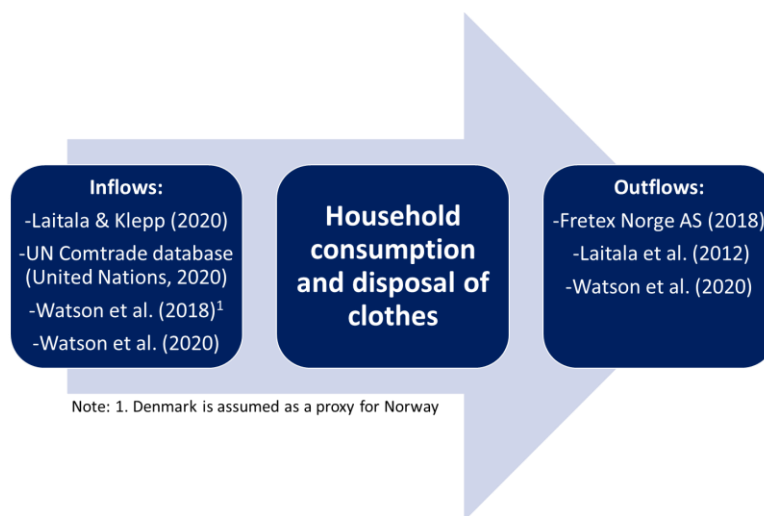 Inflows:
-Laitala & Klepp (2020)
-UN Comtrade database
(United Nations, 2020)
-Watson et al. (2018)¹
-Watson et al. (2020)
Household
consumption
and disposal of
clothes
Outflows:
-Fretex Norge AS (2018)
-Laitala et al. (2012)
-Watson et al. (2020)
Note: 1. Denmark is assumed as a proxy for Norway